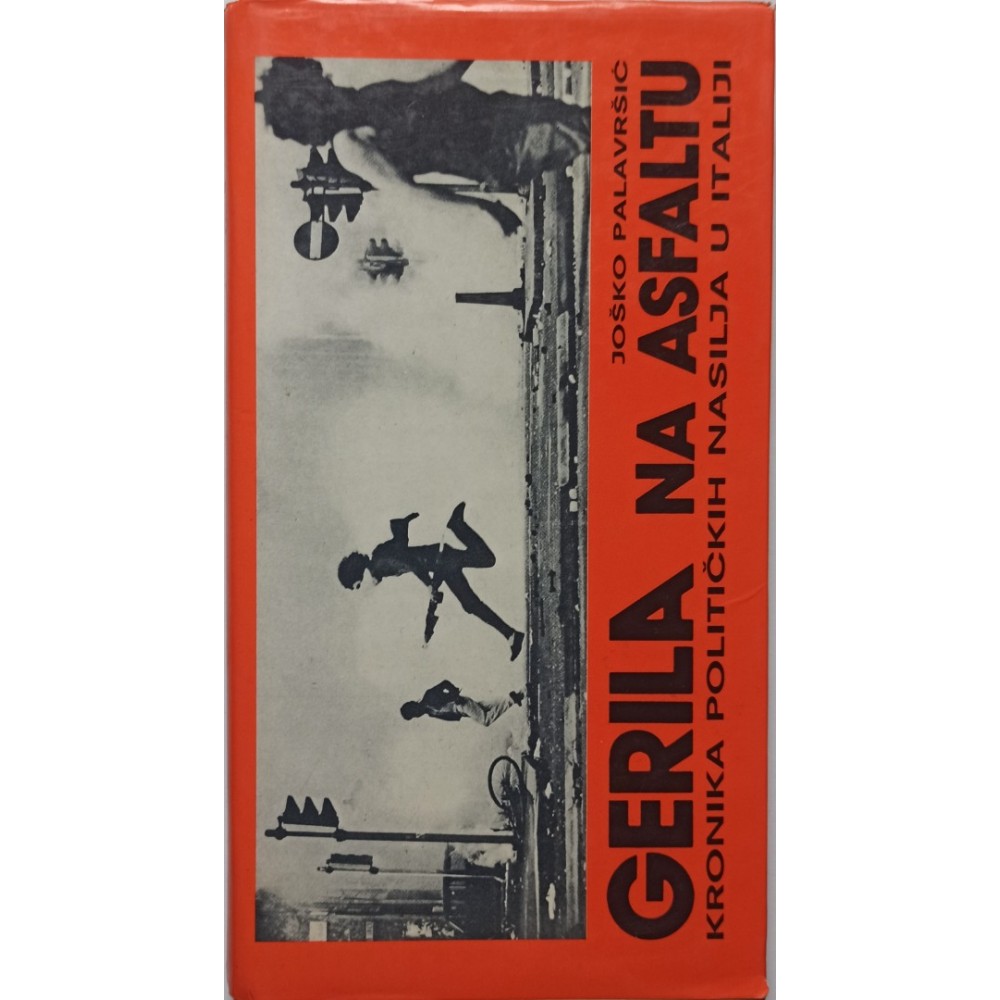 JOŠKO PALAVRŠIĆ
GERILA NA ASFALTU
KRONIKA POLITIČKIH NASILJA U ITALIJI